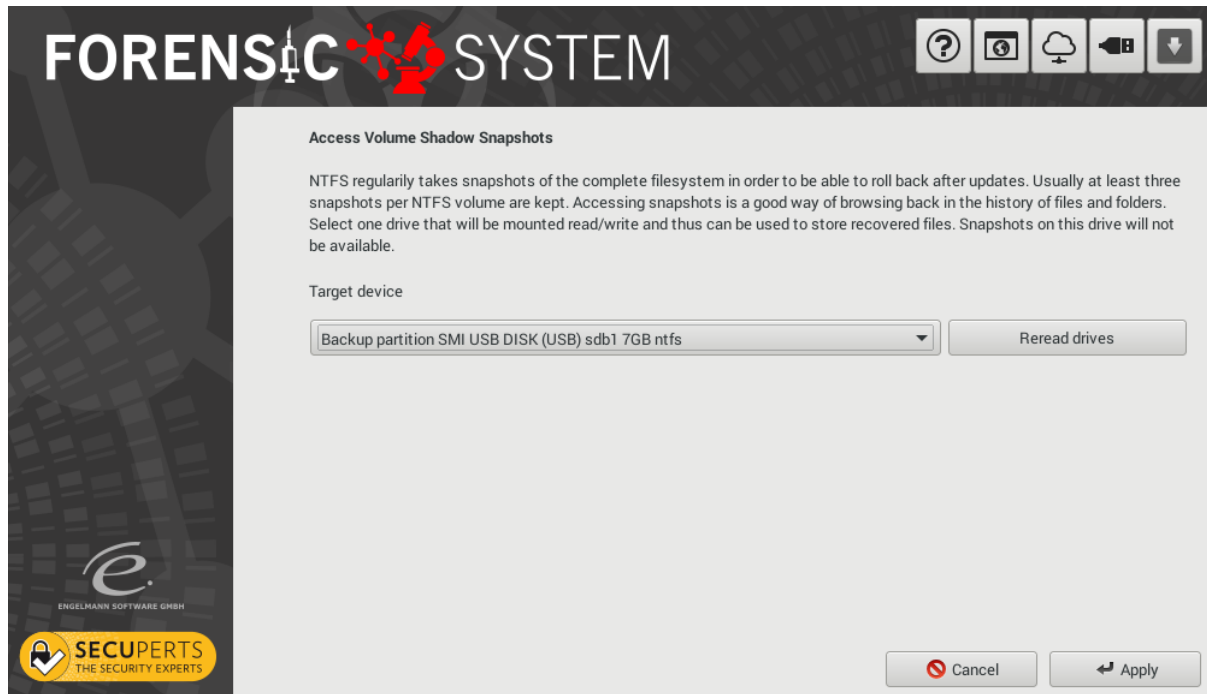 FORENSiC SYSTEM
Access Volume Shadow Snapshots
NTFS regularily takes snapshots of the complete filesystem in order to be able to roll back after updates. Usually at least three
snapshots per NTFS volume are kept. Accessing snapshots is a good way of browsing back in the history of files and folders.
Select one drive that will be mounted read/write and thus can be used to store recovered files. Snapshots on this drive will not
be available.
Target device
Backup partition SMI USB DISK (USB) sdb1 7GB ntfs
Reread drives
e.
ENGELMANN SOFTWARE GMBH
SECUPERTS
THE SECURITY EXPERTS
Cancel
Apply